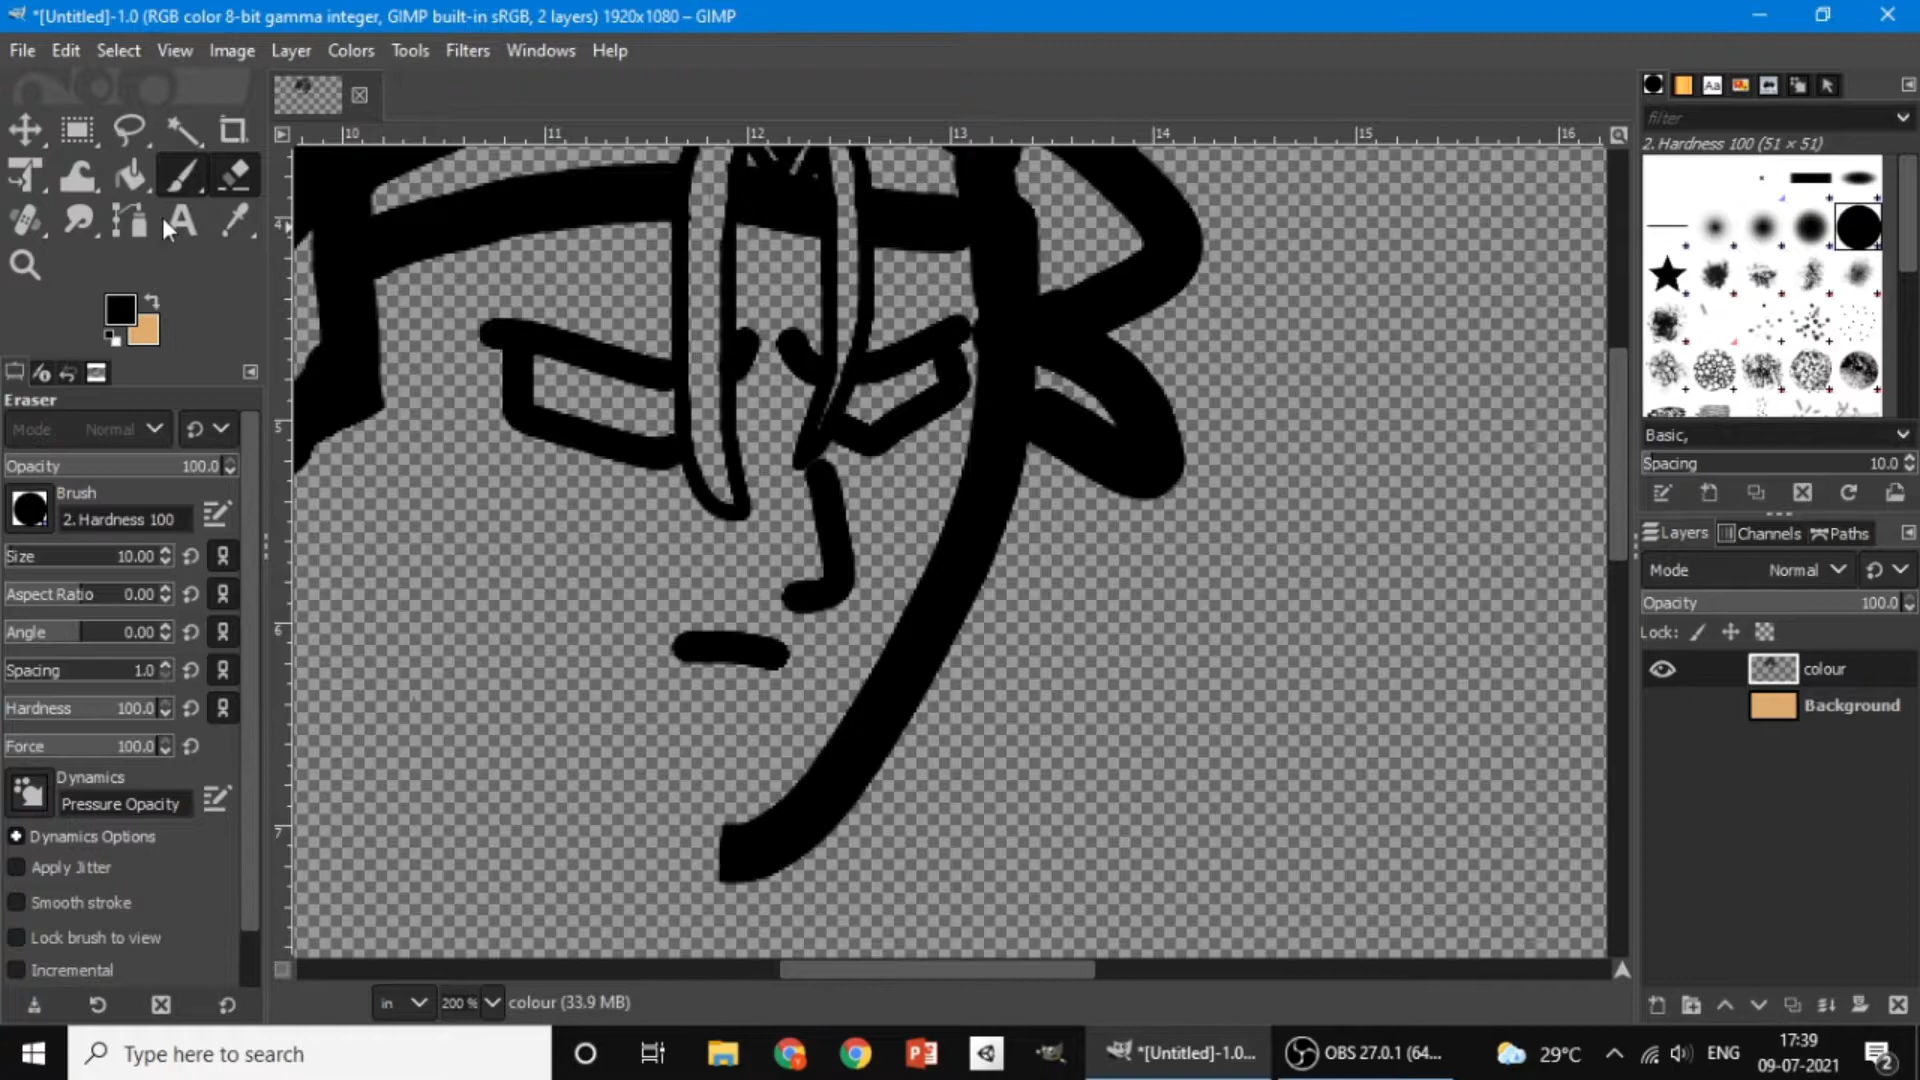 *[Untitled]-1.0 (RGB color 8-bit gamma integer, GIMP built-in sRGB, 2 layers) 1920x1080 – GIMP
File Edit Select View Image Layer Colors Tools Filters Windows Help
10 11 12 13 14 15 16
4
5
6
7
A
Eraser
Mode Normal
Opacity 100.0
Brush
2. Hardness 100
Size 10.00
Aspect Ratio 0.00
Angle 0.00
Spacing 1.0
Hardness 100.0
Force 100.0
Dynamics
Pressure Opacity
Dynamics Options
Apply Jitter
Smooth stroke
Lock brush to view
Incremental
in 200 % colour (33.9 MB)
Aa
filter
2. Hardness 100 (51 × 51)
Basic,
Spacing 10.0
Layers Channels Paths
Mode Normal
Opacity 100.0
Lock:
colour
Background
Type here to search
*[Untitled]-1.0...
OBS 27.0.1 (64...
29°C
ENG
17:39
09-07-2021
2